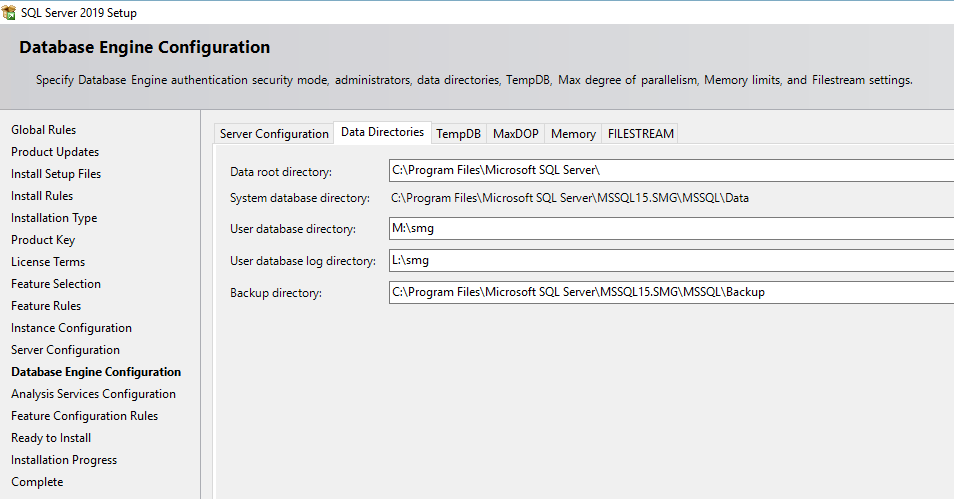 SQL Server 2019 Setup
Database Engine Configuration
Specify Database Engine authentication security mode, administrators, data directories, TempDB, Max degree of parallelism, Memory limits, and Filestream settings.
Global Rules
Product Updates
Install Setup Files
Install Rules
Installation Type
Product Key
License Terms
Feature Selection
Feature Rules
Instance Configuration
Server Configuration
Database Engine Configuration
Analysis Services Configuration
Feature Configuration Rules
Ready to Install
Installation Progress
Complete
Server Configuration Data Directories TempDB MaxDOP Memory FILESTREAM
Data root directory: C:\Program Files\Microsoft SQL Server\
System database directory: C:\Program Files\Microsoft SQL Server\MSSQL15.SMG\MSSQL\Data
User database directory: M:\smg
User database log directory: L:\smg
Backup directory: C:\Program Files\Microsoft SQL Server\MSSQL15.SMG\MSSQL\Backup